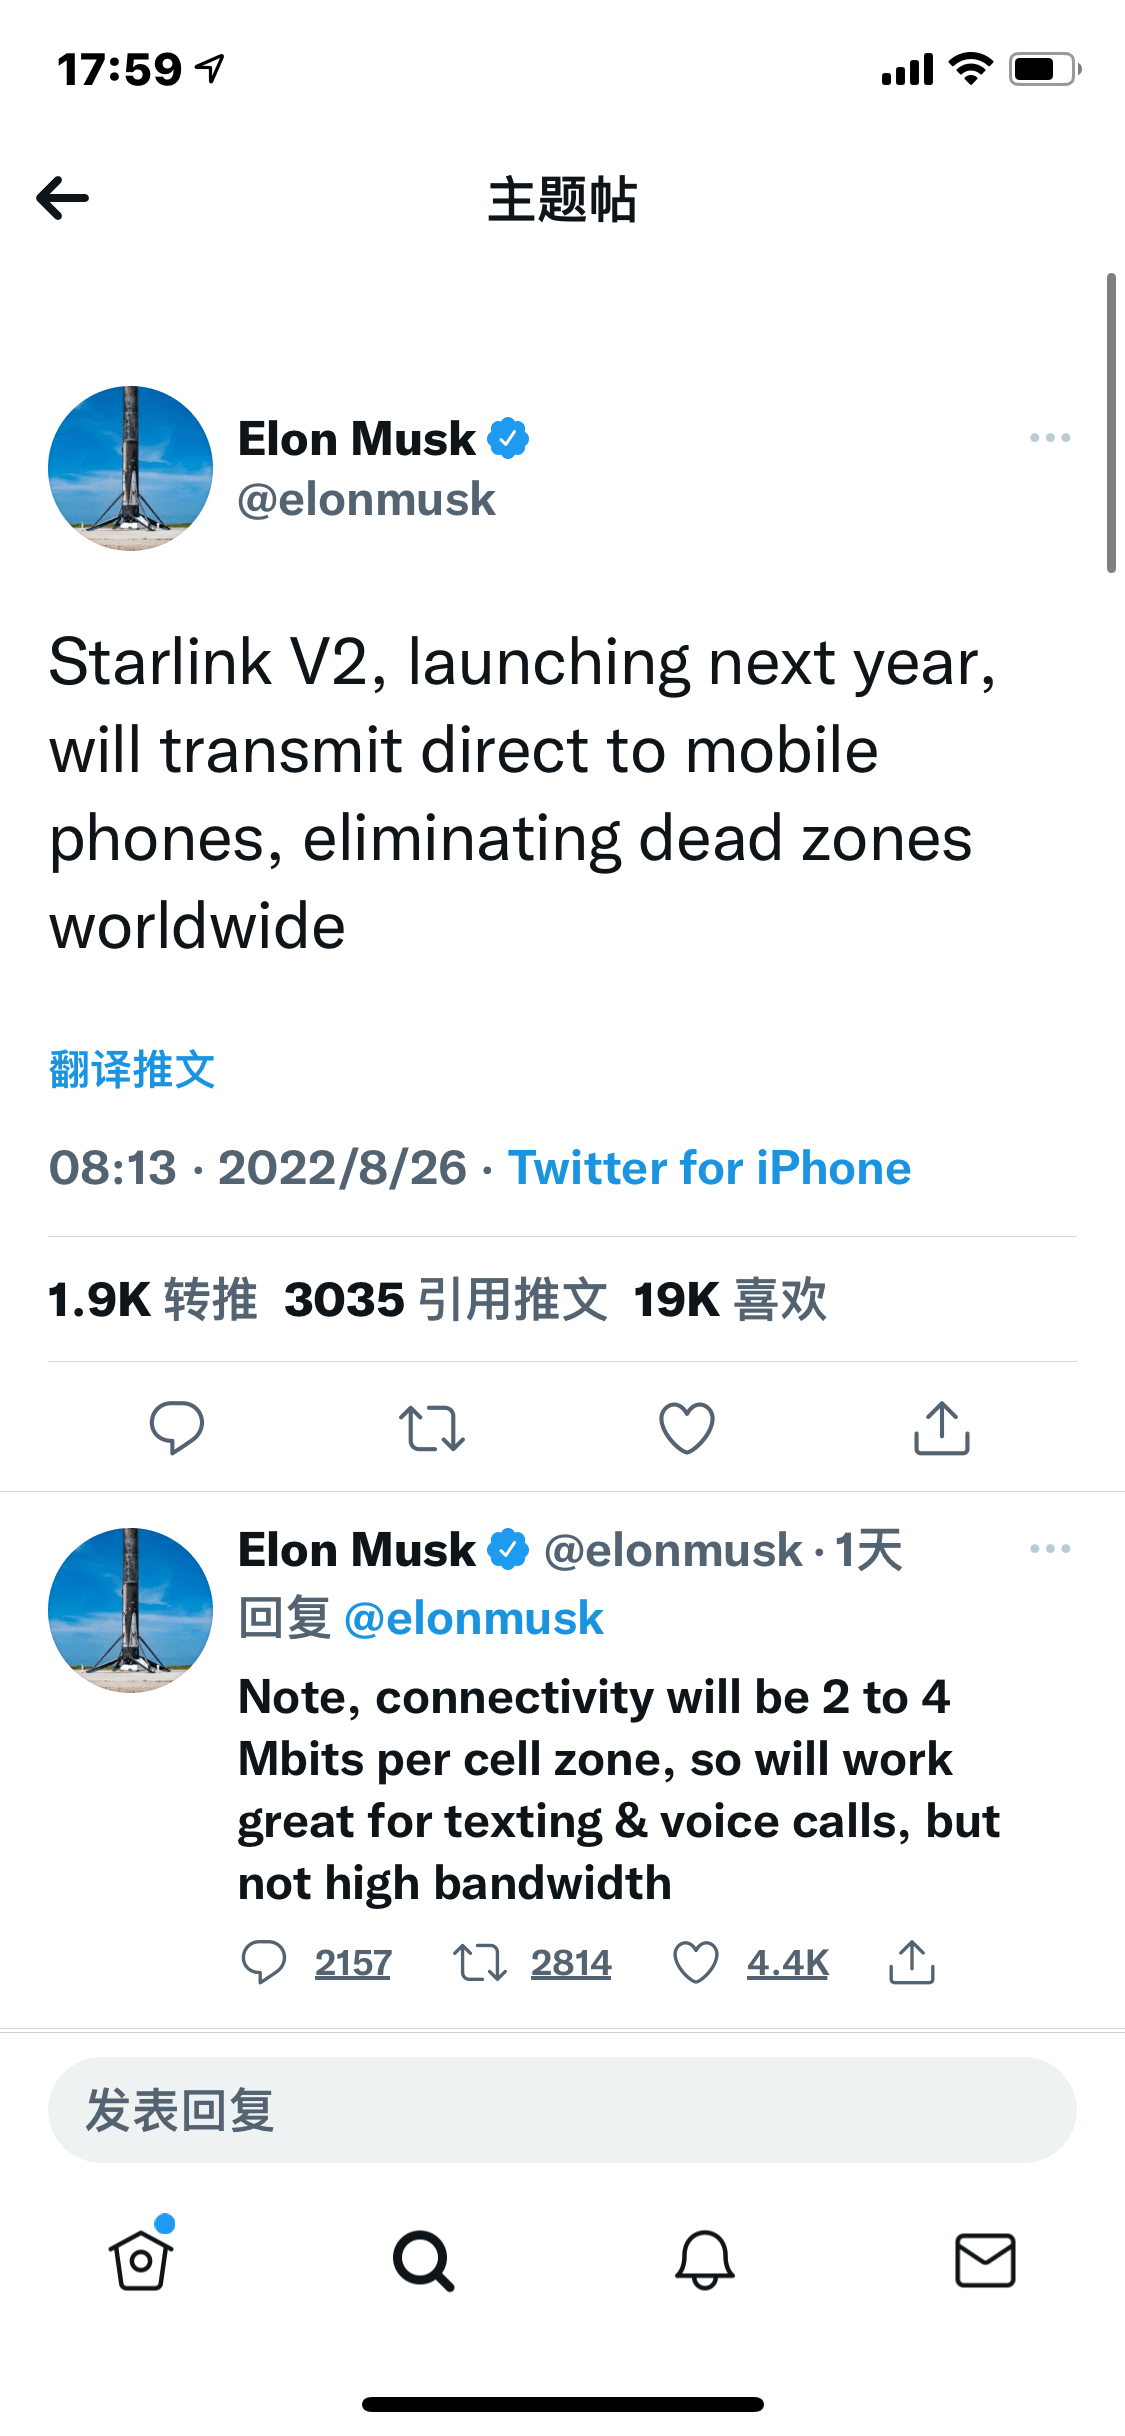 17:59
主题帖
Elon Musk
@elonmusk
Starlink V2, launching next year,
will transmit direct to mobile
phones, eliminating dead zones
worldwide
翻译推文
08:13 · 2022/8/26 · Twitter for iPhone
1.9K 转推 3035 引用推文 19K 喜欢
Elon Musk @elonmusk · 1天
回复 @elonmusk
Note, connectivity will be 2 to 4
Mbits per cell zone, so will work
great for texting & voice calls, but
not high bandwidth
2157 2814 4.4K
发表回复